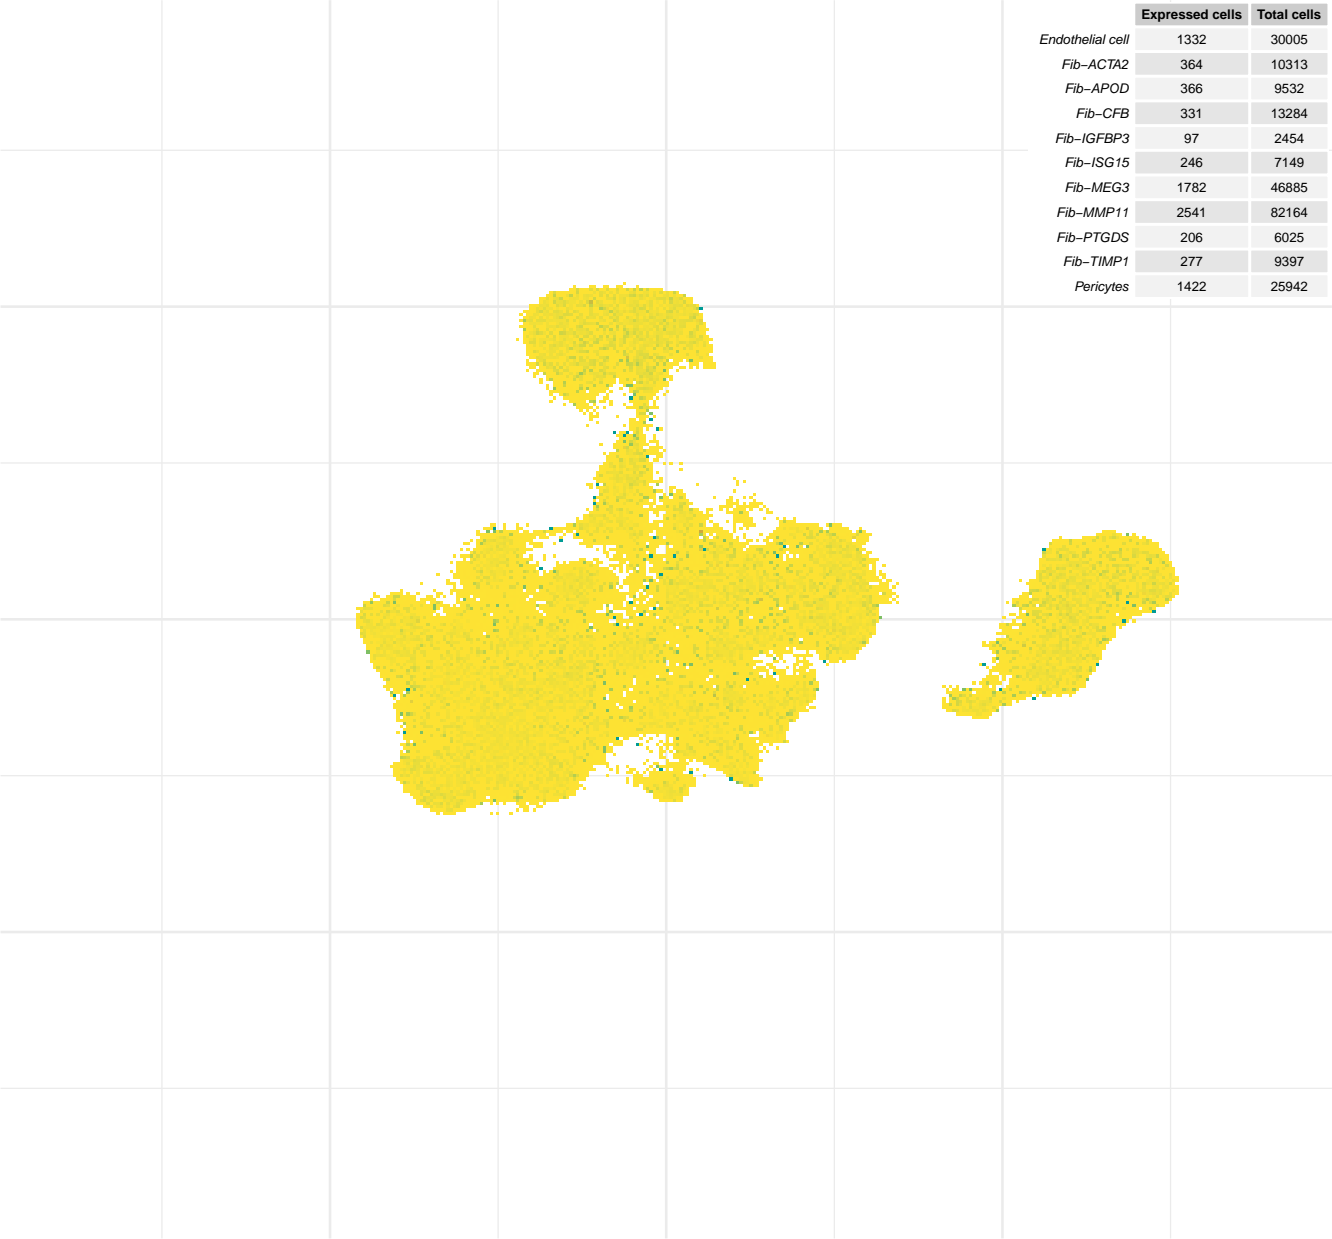 Expressed cells Total cells
Endothelial cell 1332 30005
Fib−ACTA2 364 10313
Fib−APOD 366 9532
Fib−CFB 331 13284
Fib−IGFBP3 97 2454
Fib−ISG15 246 7149
Fib−MEG3 1782 46885
Fib−MMP11 2541 82164
Fib−PTGDS 206 6025
Fib−TIMP1 277 9397
Pericytes 1422 25942